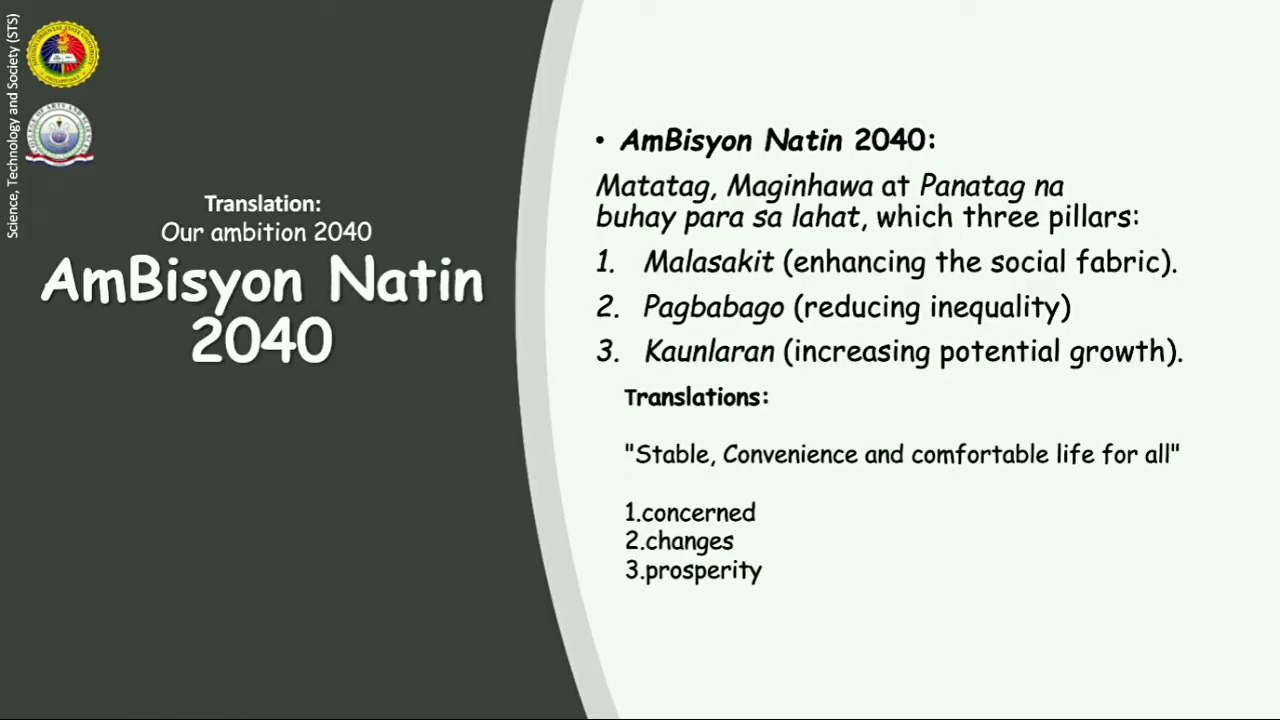 Science, Technology and Society (STS)
Translation:
Our ambition 2040
AmBisyon Natin
2040
• AmBisyon Natin 2040:
Matatag, Maginhawa at Panatag na
buhay para sa lahat, which three pillars:
1. Malasakit (enhancing the social fabric).
2. Pagbabago (reducing inequality)
3. Kaunlaran (increasing potential growth).
Translations:
"Stable, Convenience and comfortable life for all"
1.concerned
2.changes
3.prosperity